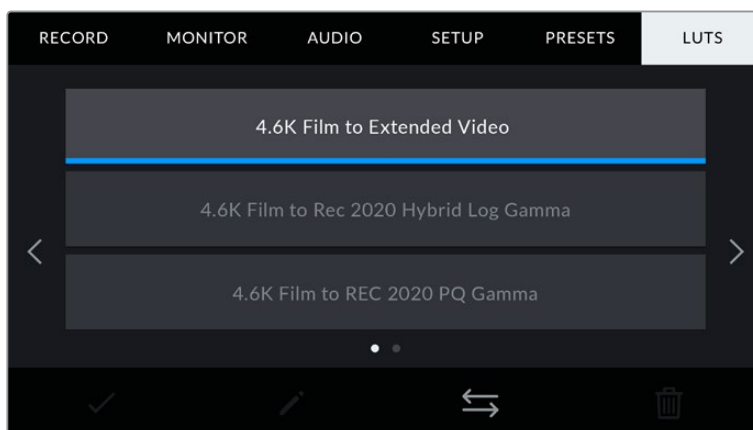 RECORD MONITOR AUDIO SETUP PRESETS LUTS
4.6K Film to Extended Video
4.6K Film to Rec 2020 Hybrid Log Gamma
4.6K Film to REC 2020 PQ Gamma